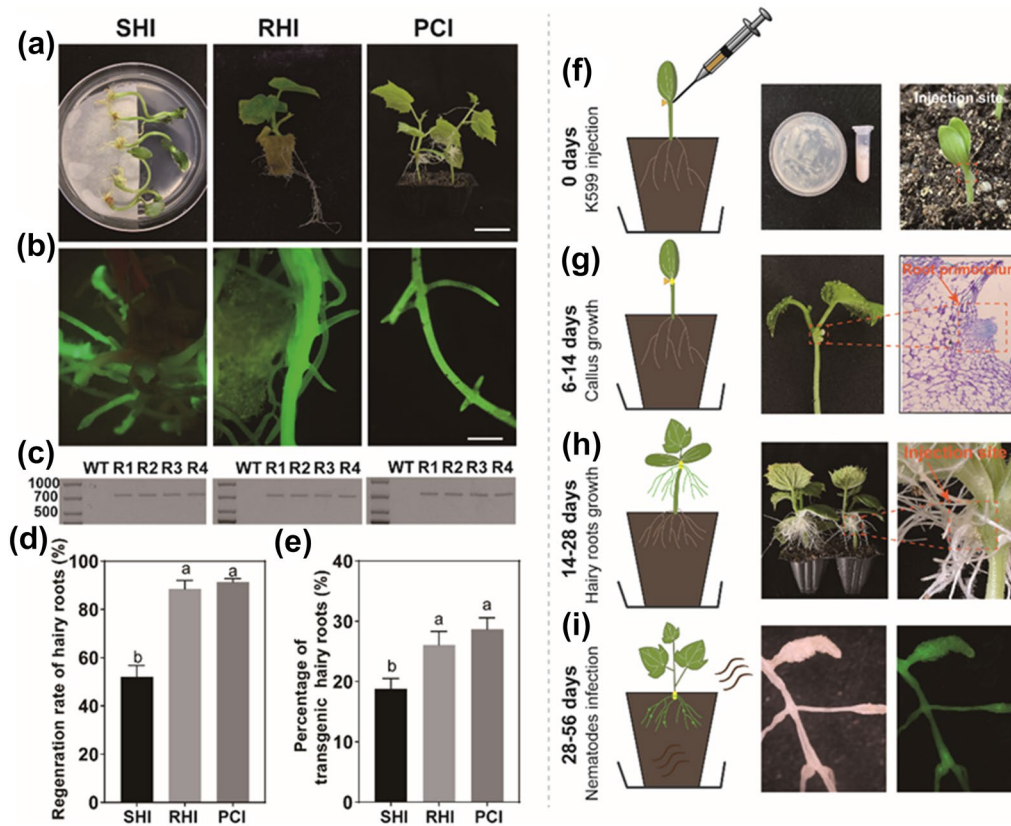 SHI RHI PCI
(a)
(b)
(c)
WT R1 R2 R3 R4 WT R1 R2 R3 R4 WT R1 R2 R3 R4
1000
700
500
(d)
Regenration rate of hairy roots (%)
100
80
60
40
20
0
b
a
a
SHI RHI PCI
(e)
Percentage of
transgenic hairy roots (%)
40
30
20
10
0
b
a
a
SHI RHI PCI
(f)
0 days
K599 injection
Injection site
(g)
6-14 days
Callus growth
Root primordium
(h)
14-28 days
Hairy roots growth
Injection site
(i)
28-56 days
Nematodes infection